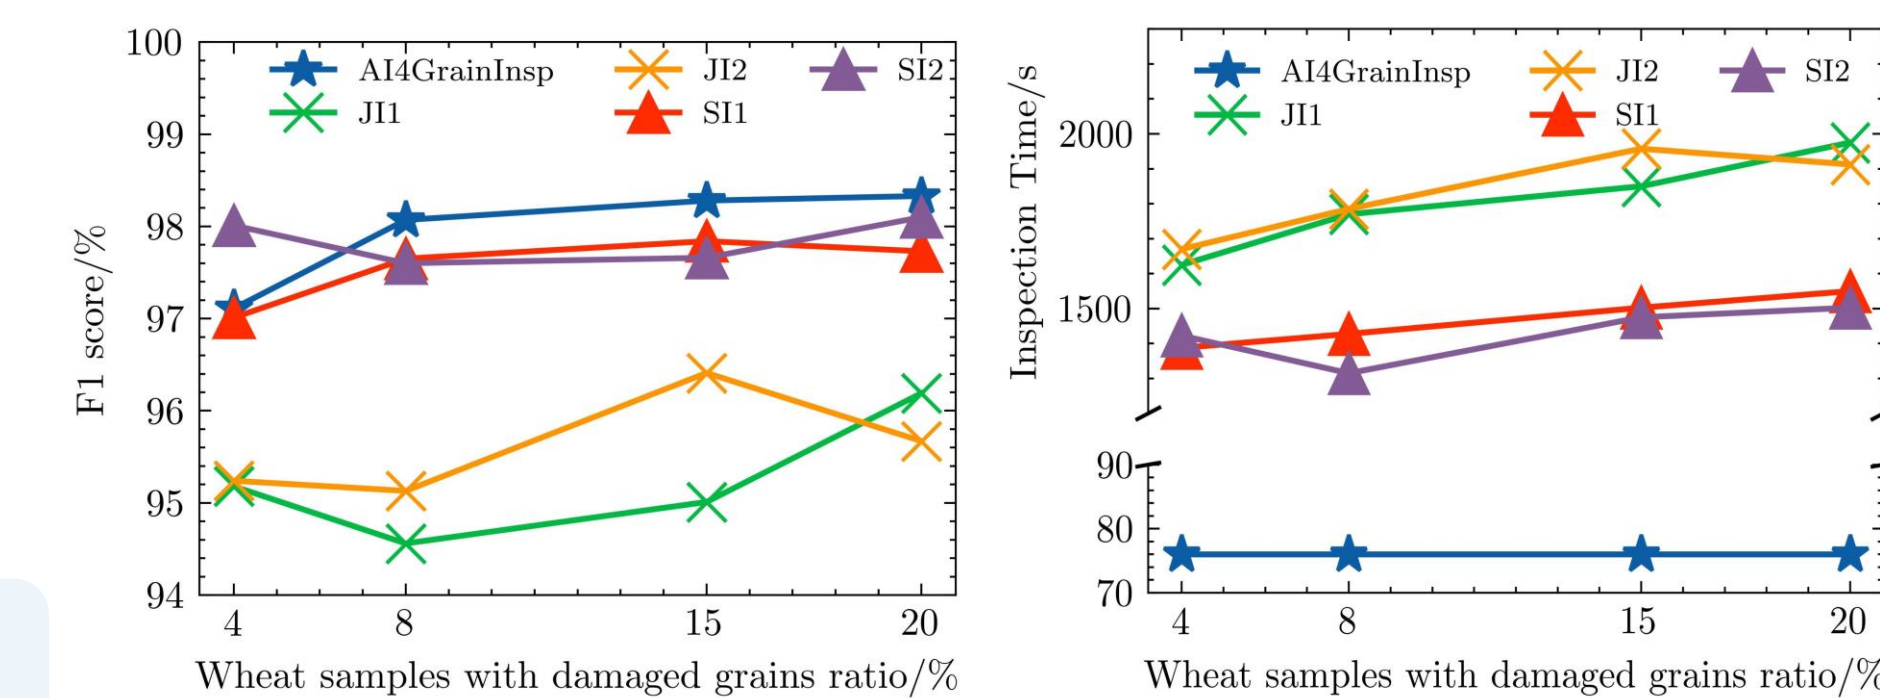 100
99
98
97
96
95
94
F1 score/%
AI4GrainInsp
JI2
SI2
JI1
SI1
4
8
15
20
Wheat samples with damaged grains ratio/%
2000
1500
90
80
70
Inspection Time/s
AI4GrainInsp
JI2
SI2
JI1
SI1
4
8
15
20
Wheat samples with damaged grains ratio/%